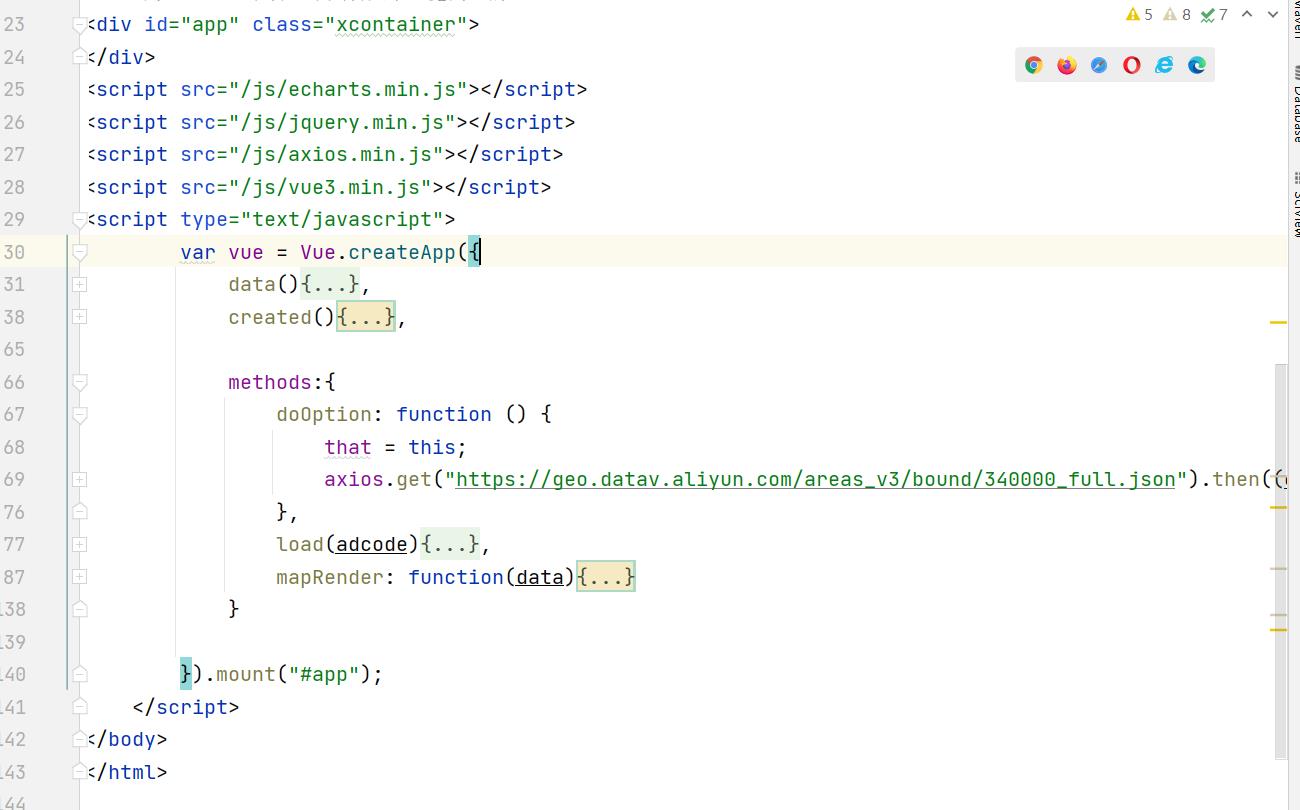 5 8 7
23 <div id="app" class="xcontainer">
24 </div>
25 <script src="/js/echarts.min.js"></script>
26 <script src="/js/jquery.min.js"></script>
27 <script src="/js/axios.min.js"></script>
28 <script src="/js/vue3.min.js"></script>
29 <script type="text/javascript">
30 var vue = Vue.createApp({
31 data(){...},
38 created(){...},
65
66 methods:{
67 doOption: function () {
68 that = this;
69 axios.get("https://geo.datav.aliyun.com/areas_v3/bound/340000_full.json").then((
76 },
77 load(adcode){...},
87 mapRender: function(data){...}
138 }
139
140 }).mount("#app");
141 </script>
142 </body>
143 </html>
144
Database
SciView